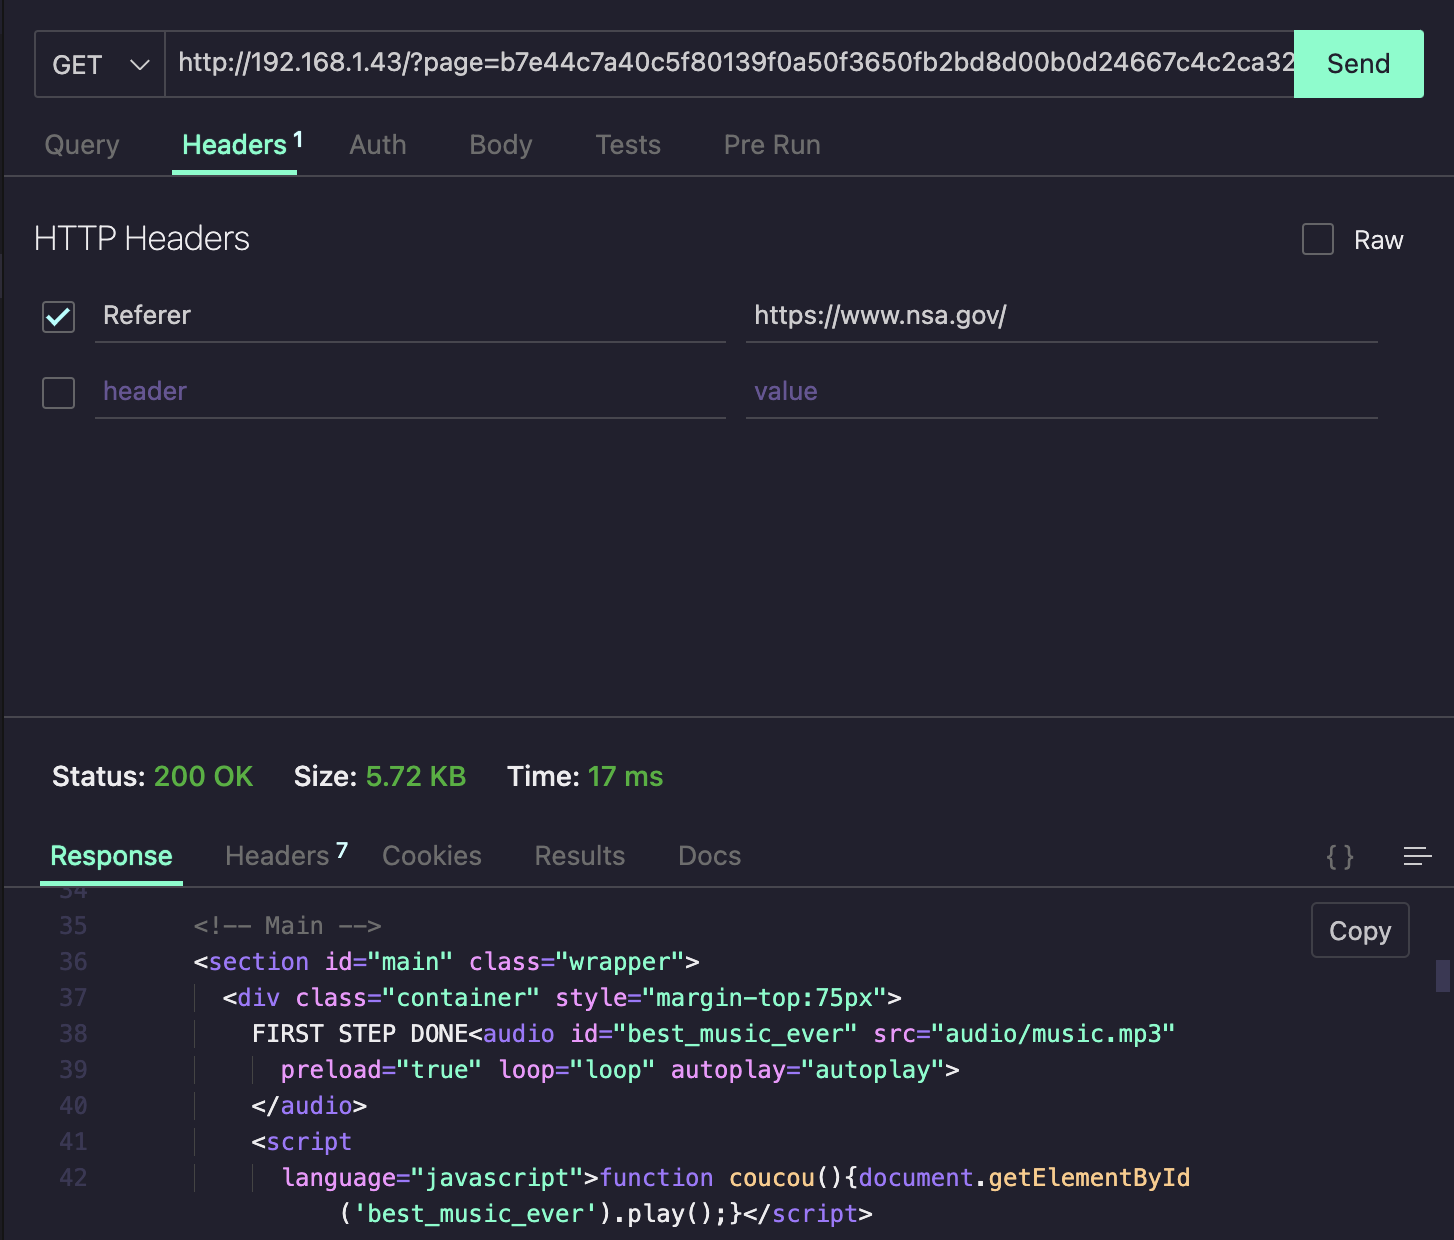 GET http://192.168.1.43/?page=b7e44c7a40c5f80139f0a50f3650fb2bd8d00b0d24667c4c2ca32 Send
Query Headers 1 Auth Body Tests Pre Run
HTTP Headers Raw
Referer https://www.nsa.gov/
header value
Status: 200 OK Size: 5.72 KB Time: 17 ms
Response Headers 7 Cookies Results Docs { }
34
35 <!-- Main --> Copy
36 <section id="main" class="wrapper">
37 <div class="container" style="margin-top:75px">
38 FIRST STEP DONE<audio id="best_music_ever" src="audio/music.mp3"
39 preload="true" loop="loop" autoplay="autoplay">
40 </audio>
41 <script
42 language="javascript">function coucou(){document.getElementById
('best_music_ever').play();}</script>